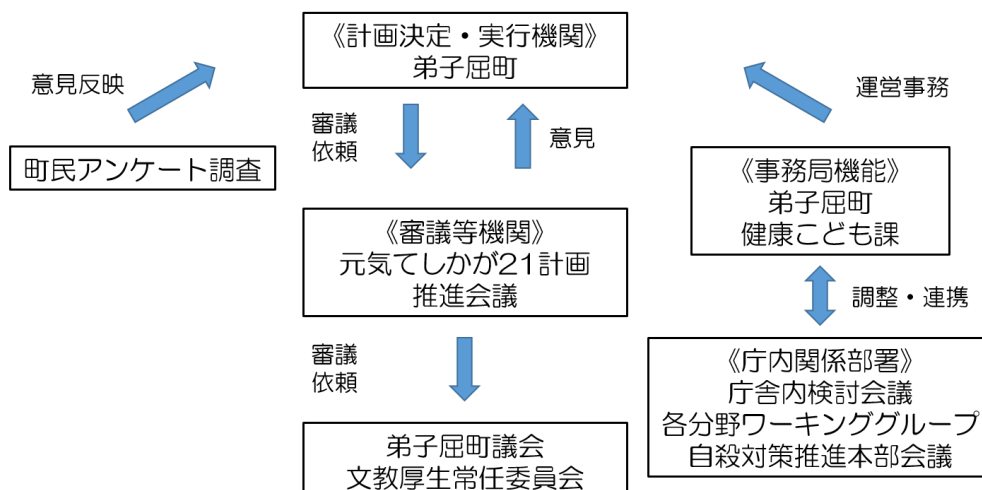 《計画決定・実行機関》
弟子屈町
意見反映
運営事務
審議
依頼
意見
町民アンケート調査
《事務局機能》
弟子屈町
健康こども課
《審議等機関》
元気てしかが21計画
推進会議
調整・連携
審議
依頼
《庁内関係部署》
庁舎内検討会議
各分野ワーキンググループ
自殺対策推進本部会議
弟子屈町議会
文教厚生常任委員会